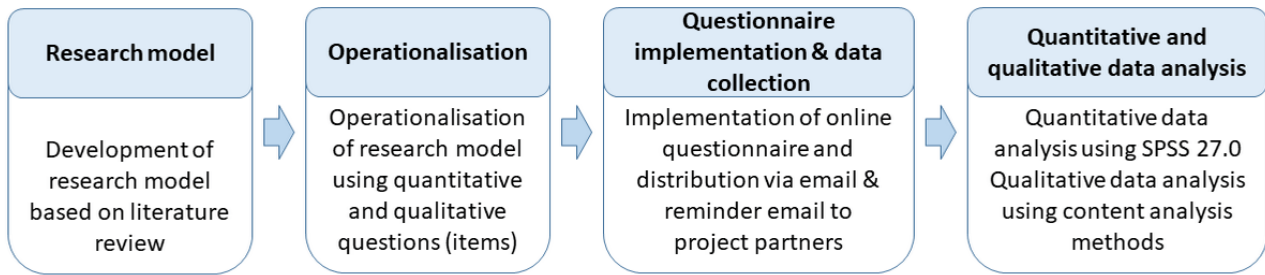 Research model
Development of
research model
based on literature
review
Operationalisation
Operationalisation
of research model
using quantitative
and qualitative
questions (items)
Questionnaire
implementation & data
collection
Implementation of online
questionnaire and
distribution via email &
reminder email to
project partners
Quantitative and
qualitative data analysis
Quantitative data
analysis using SPSS 27.0
Qualitative data analysis
using content analysis
methods